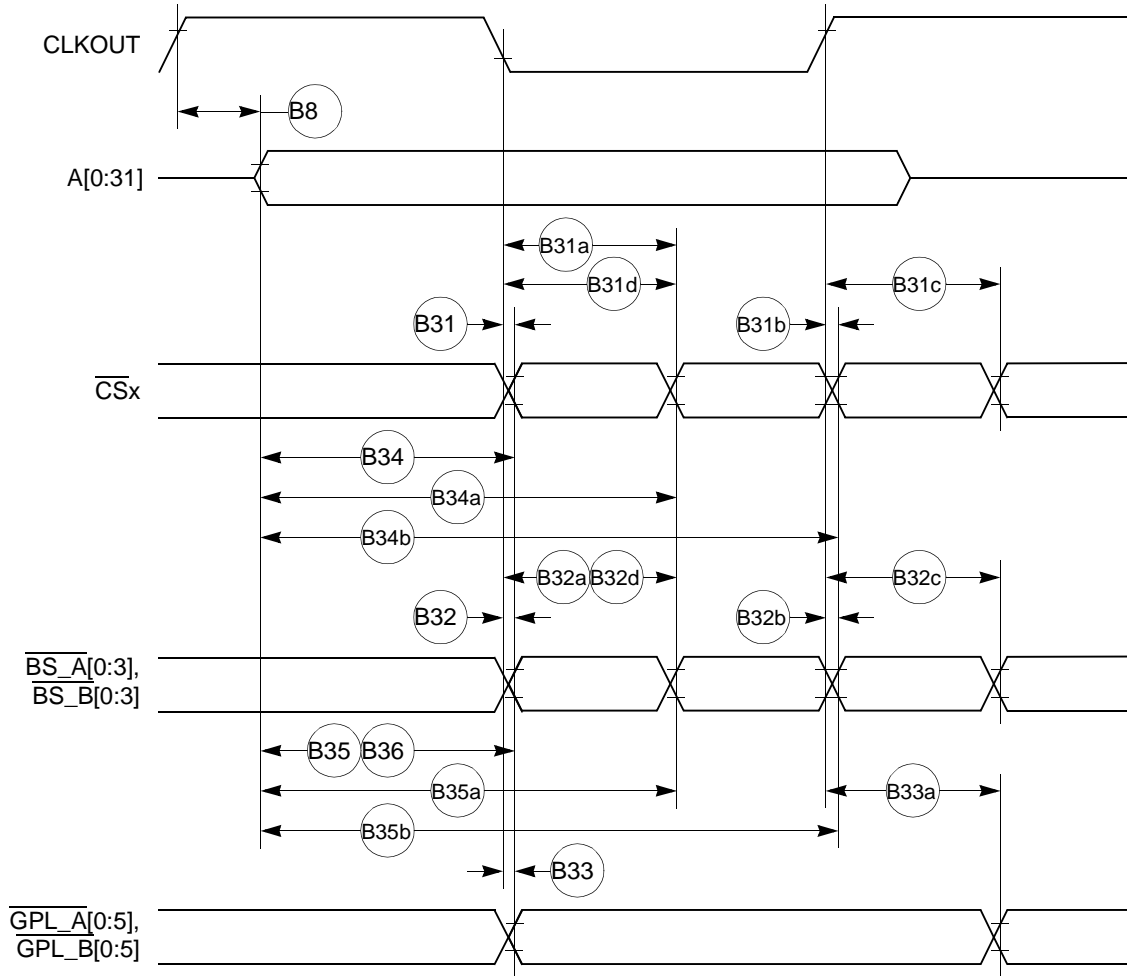 CLKOUT
B8
A[0:31]
B31a
B31d
B31c
B31
B31b
CSx
B34
B34a
B34b
B32a B32d
B32c
B32
B32b
BS_A[0:3],
BS_B[0:3]
B35 B36
B35a
B33a
B35b
B33
GPL_A[0:5],
GPL_B[0:5]